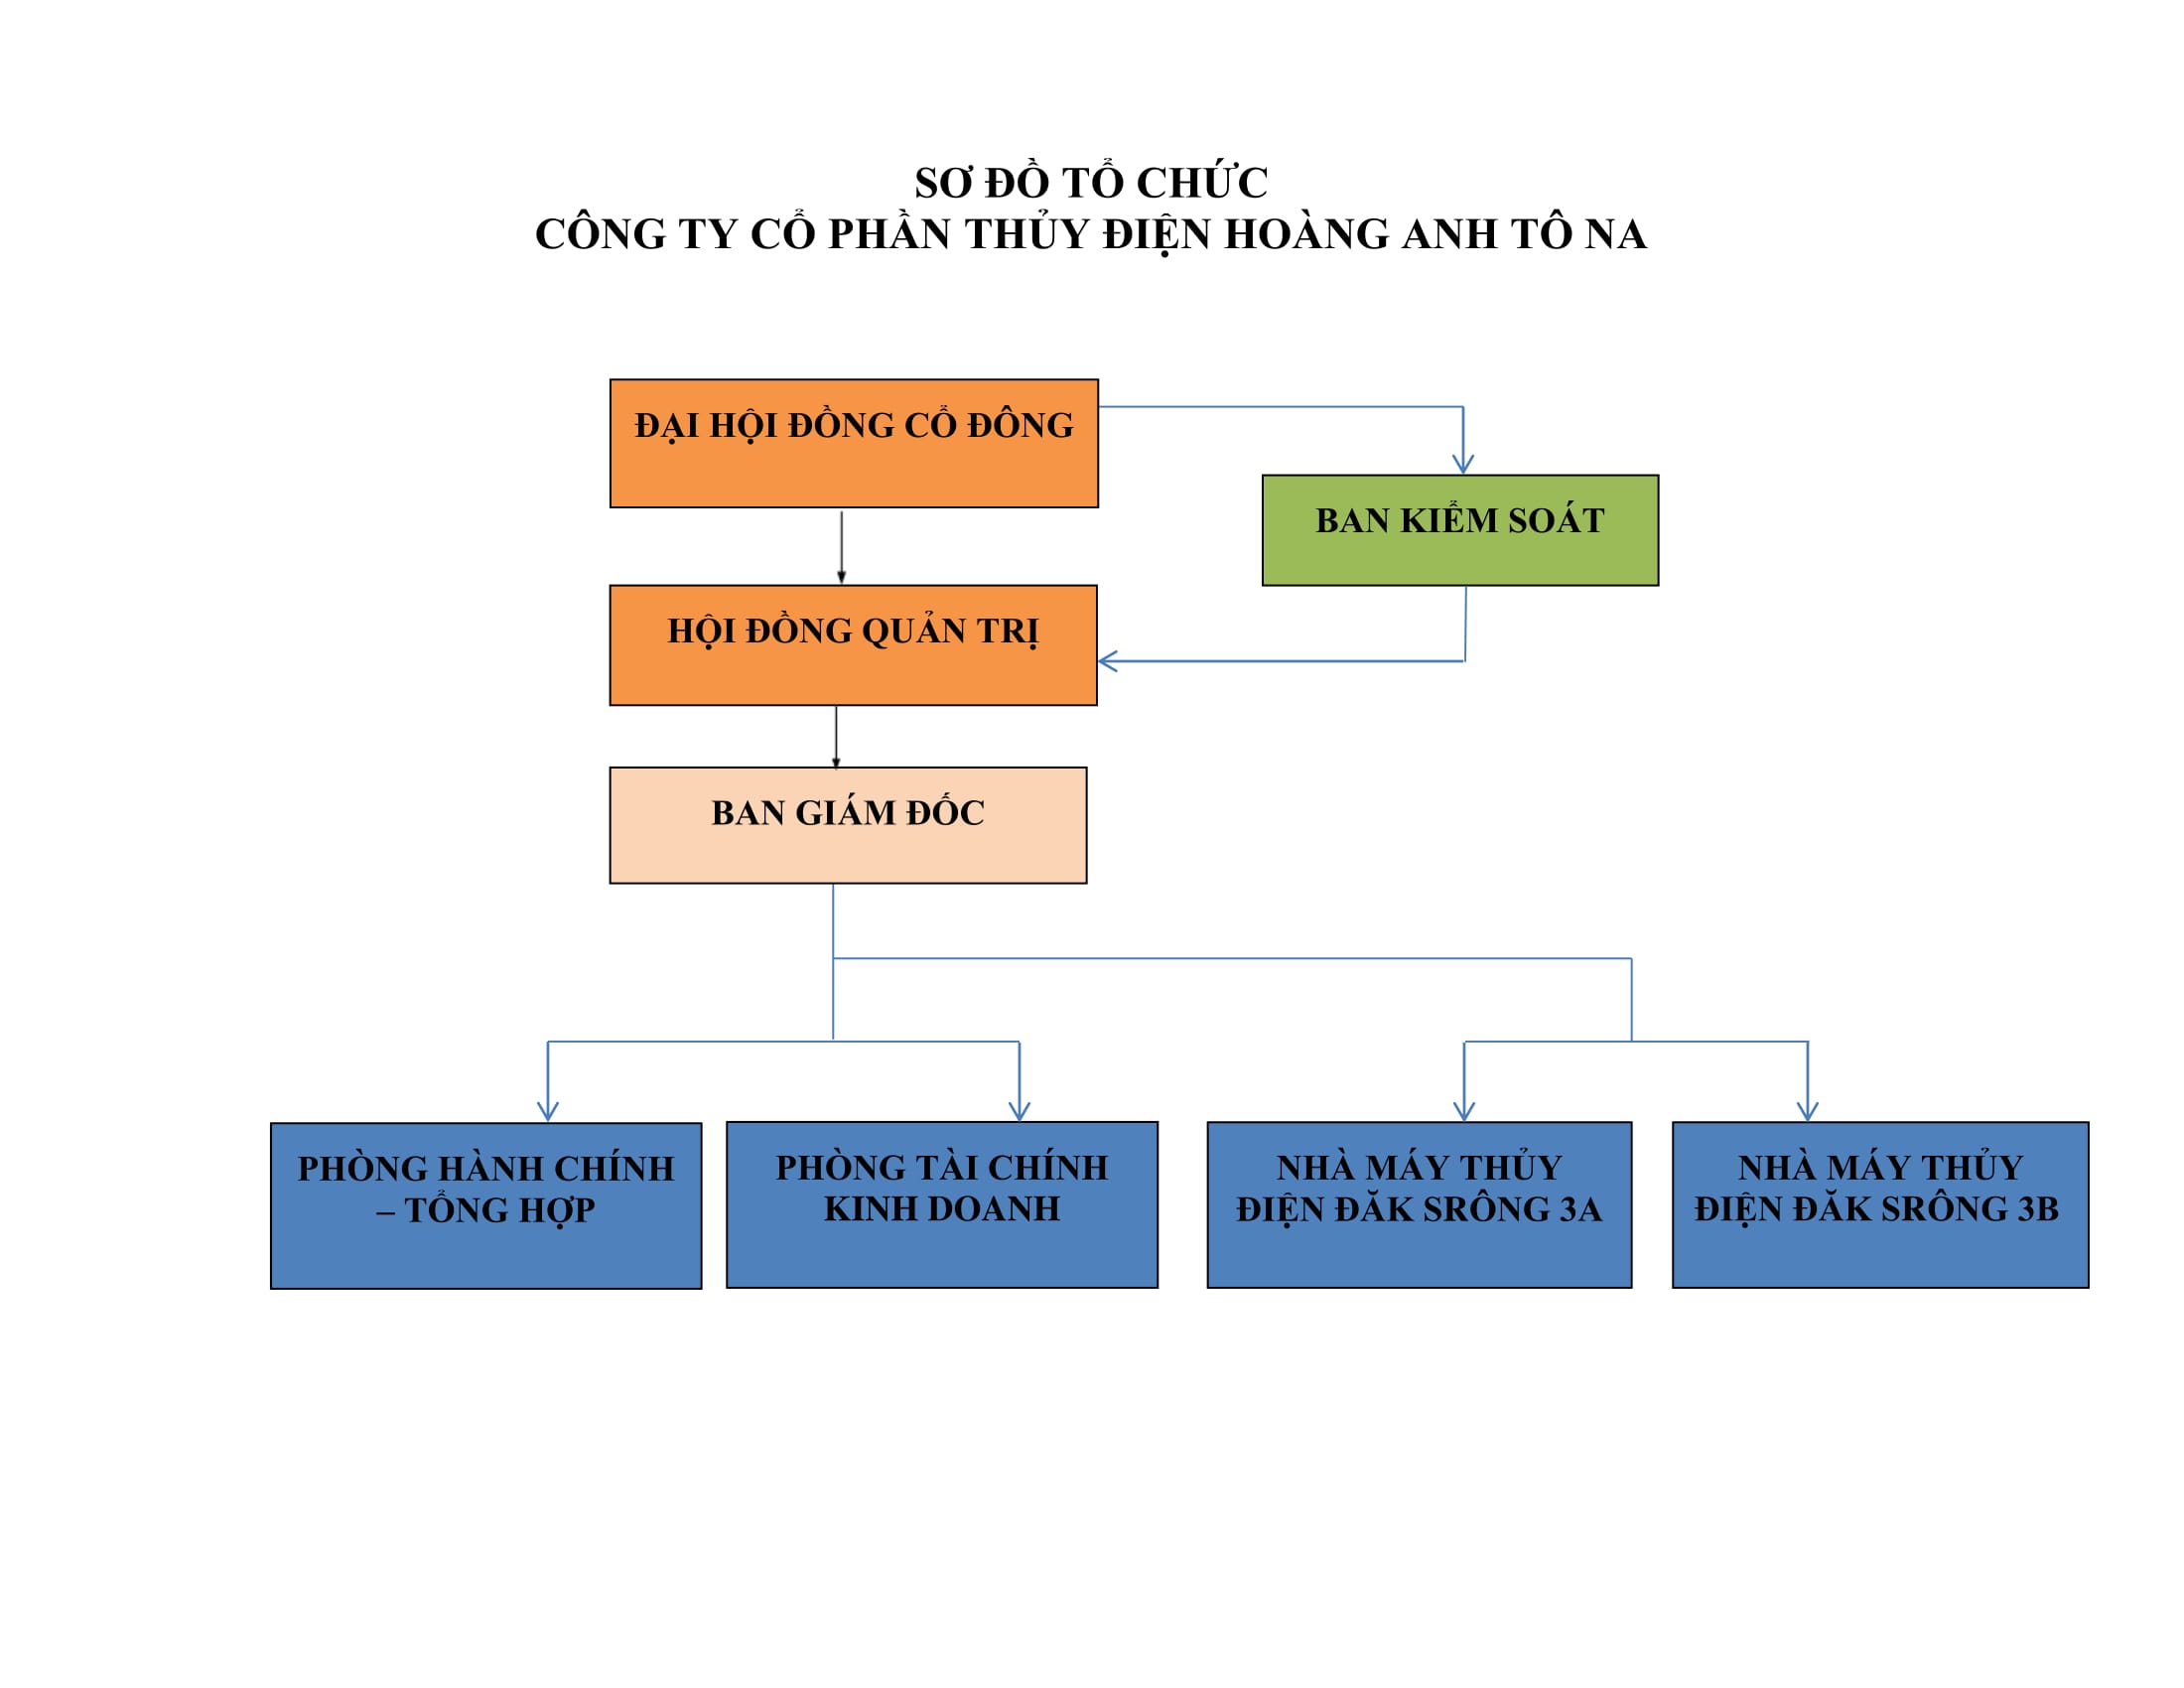 SƠ ĐỒ TỔ CHỨC
CÔNG TY CỔ PHẦN THỦY ĐIỆN HOÀNG ANH TÔ NA
ĐẠI HỘI ĐỒNG CỔ ĐÔNG
BAN KIỂM SOÁT
HỘI ĐỒNG QUẢN TRỊ
BAN GIÁM ĐỐC
PHÒNG HÀNH CHÍNH
– TỔNG HỢP
PHÒNG TÀI CHÍNH
KINH DOANH
NHÀ MÁY THỦY
ĐIỆN ĐĂK SRÔNG 3A
NHÀ MÁY THỦY
ĐIỆN ĐĂK SRÔNG 3B